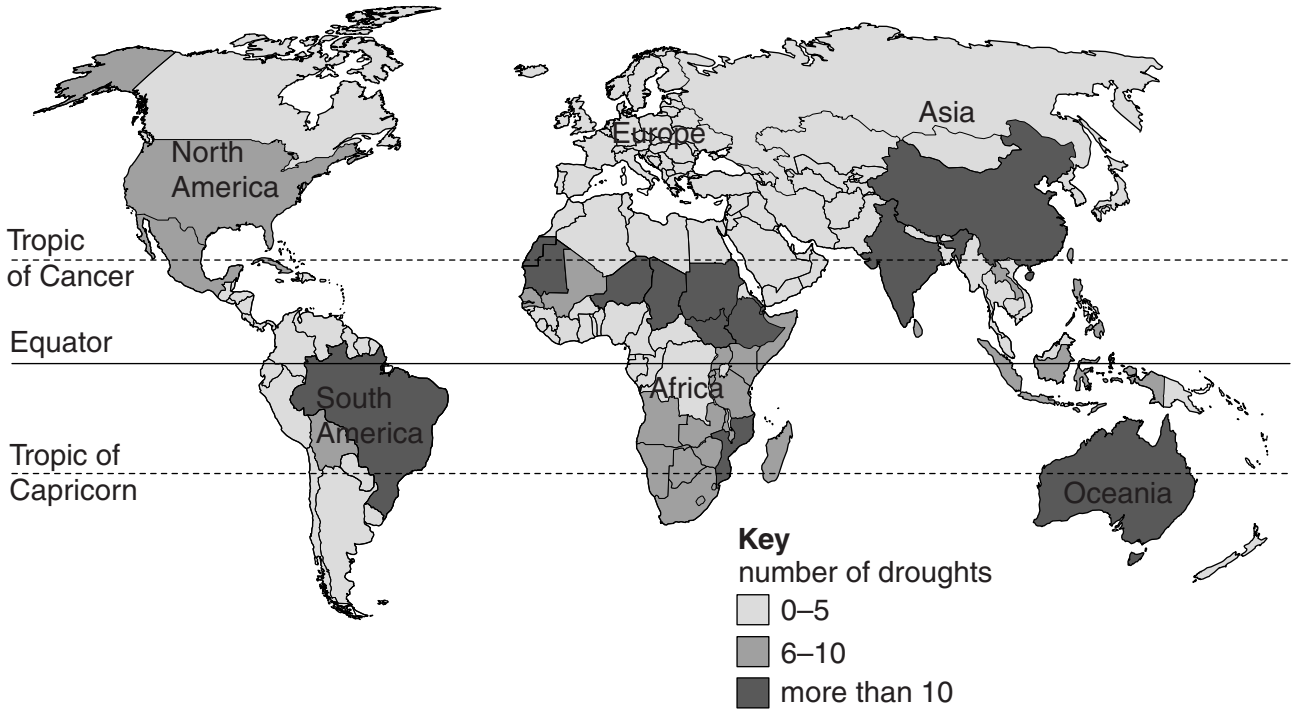 Asia
Europe
North
America
Tropic
of Cancer
Equator
Africa
South
America
Tropic of
Capricorn
Oceania
Key
number of droughts
0–5
6–10
more than 10